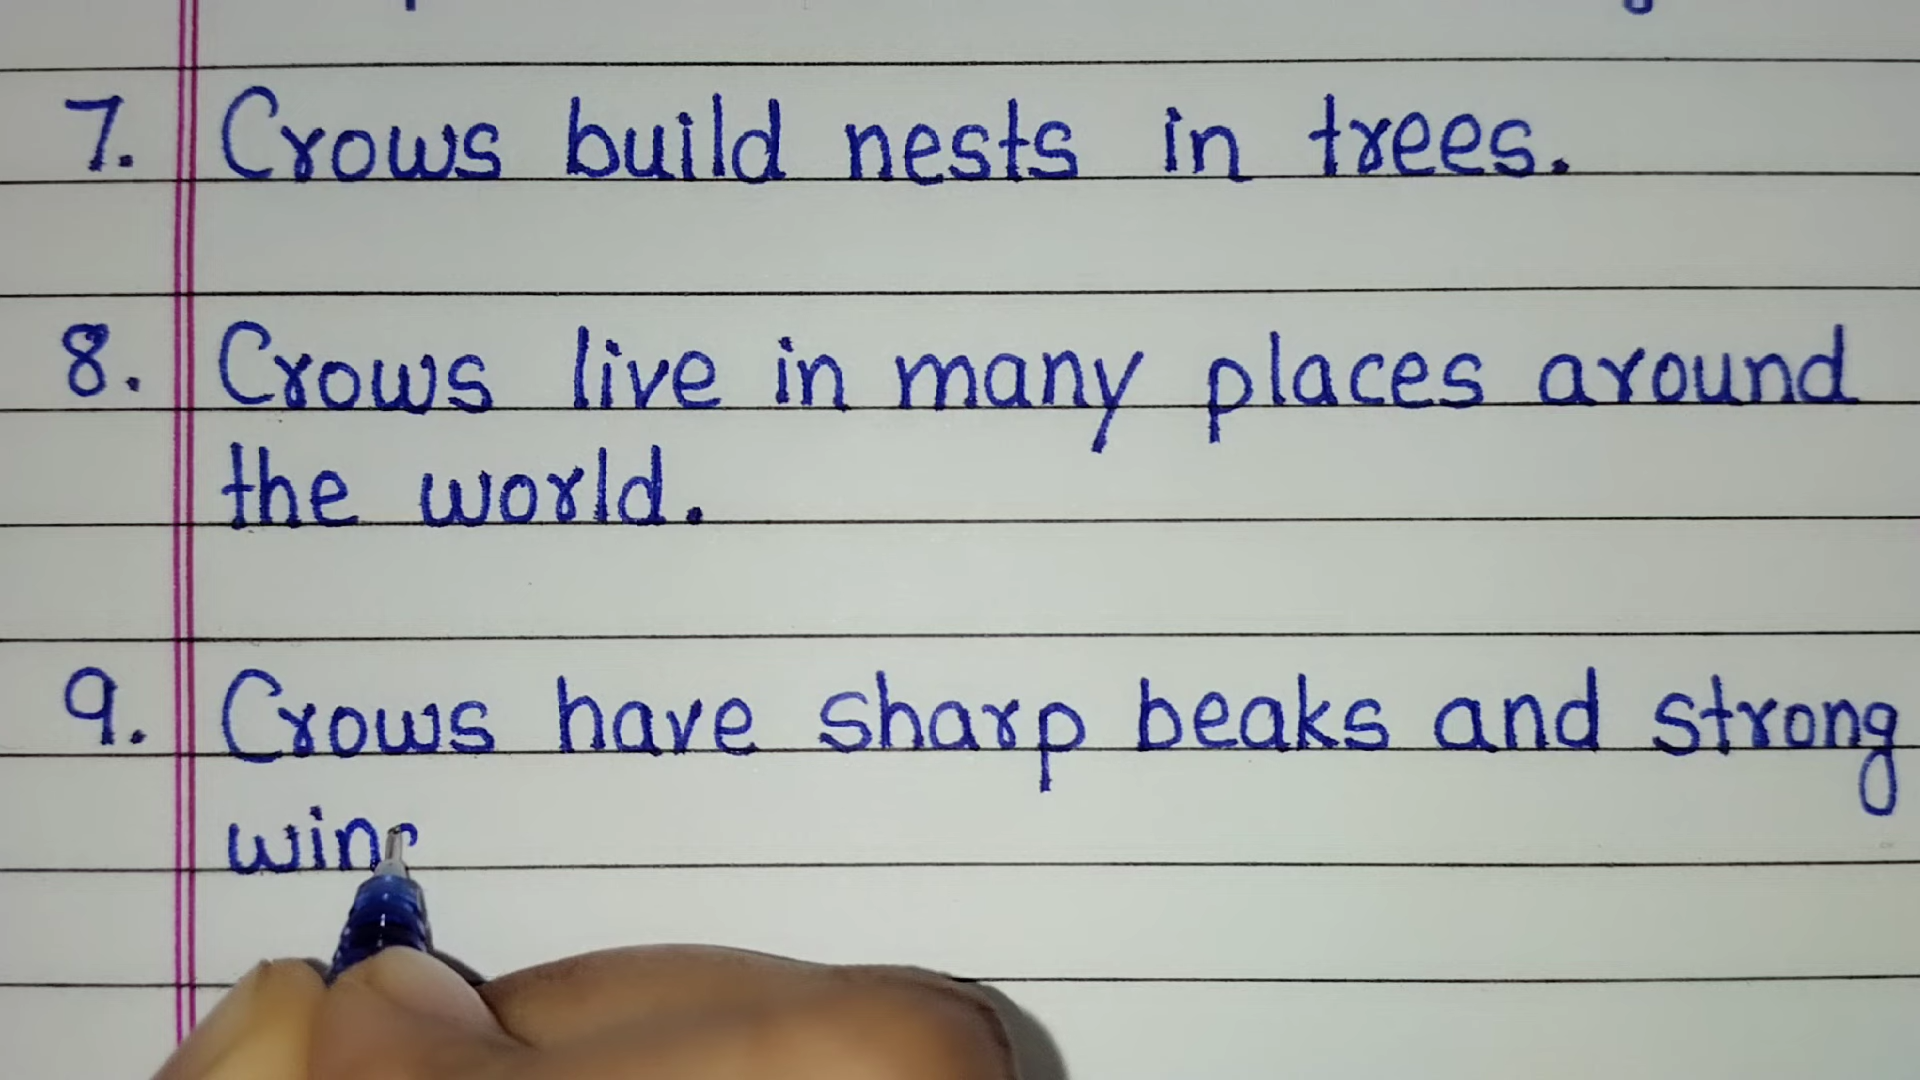 7. Crows build nests in trees.
8. Crows live in many places around
the world.
9. Crows have sharp beaks and strong